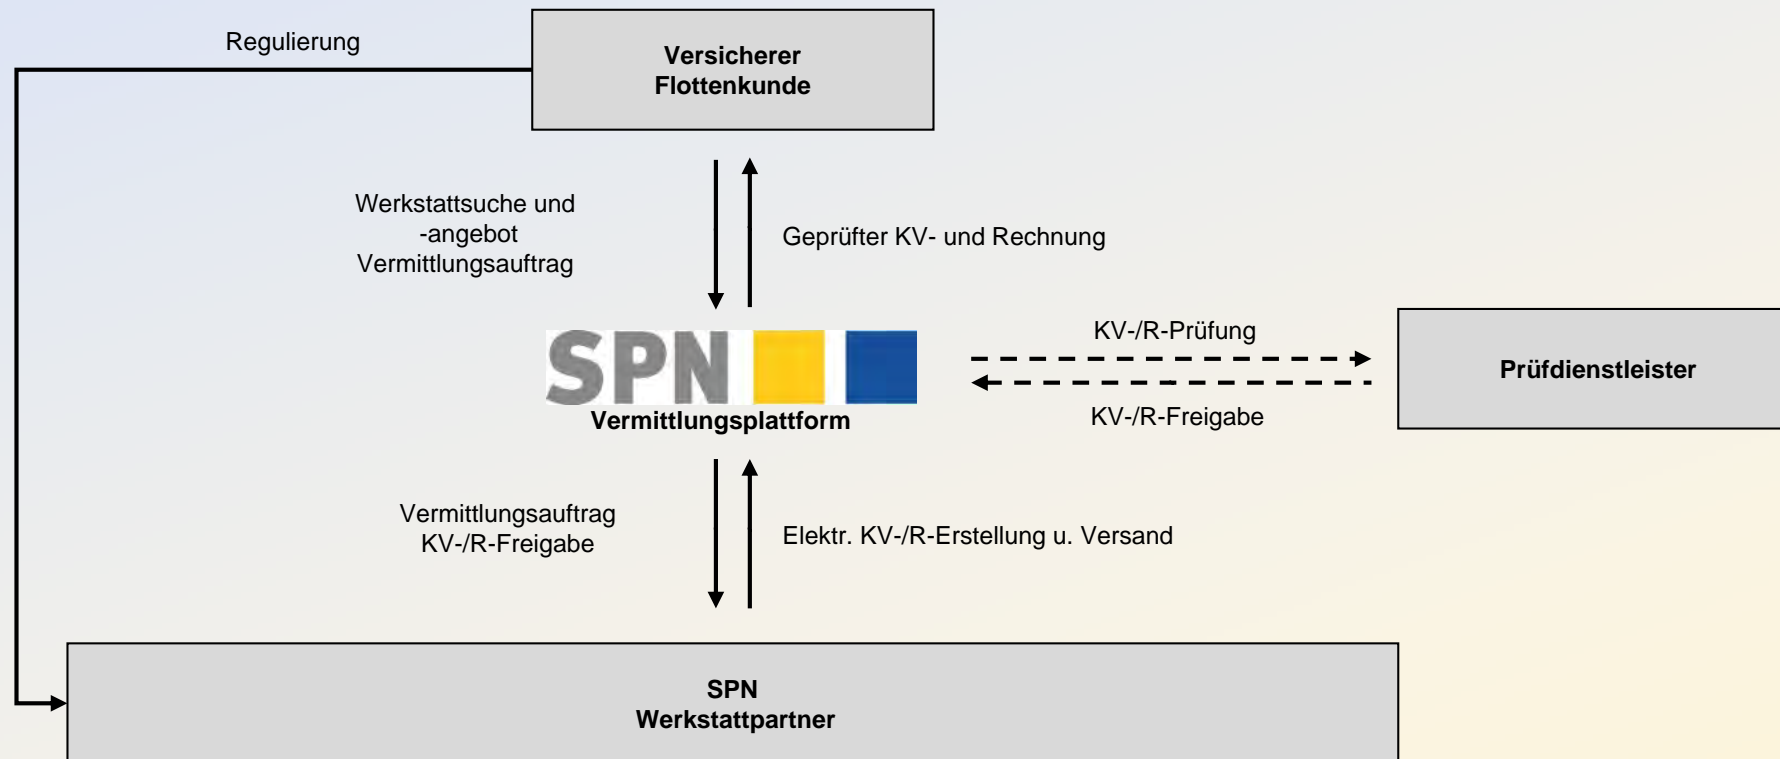 Regulierung
Versicherer
Flottenkunde
Werkstattsuche und
-angebot
Vermittlungsauftrag
Geprüfter KV- und Rechnung
SPN
Vermittlungsplattform
KV-/R-Prüfung
KV-/R-Freigabe
Prüfdienstleister
Vermittlungsauftrag
KV-/R-Freigabe
Elektr. KV-/R-Erstellung u. Versand
SPN
Werkstattpartner